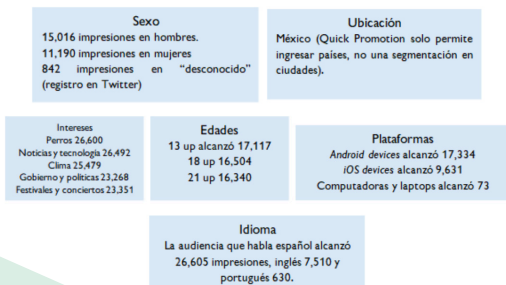 Sexo
15,016 impresiones en hombres.
11,190 impresiones en mujeres
842 impresiones en “desconocido”
(registro en Twitter)
Ubicación
México (Quick Promotion solo permite
ingresar países, no una segmentación en
ciudades).
Intereses
Perros 26,600
Noticias y tecnología 26,492
Clima 25,479
Gobierno y políticas 23,268
Festivales y conciertos 23,351
Edades
13 up alcanzó 17,117
18 up 16,504
21 up 16,340
Plataformas
Android devices alcanzó 17,334
iOS devices alcanzó 9,631
Computadoras y laptops alcanzó 73
Idioma
La audiencia que habla español alcanzó
26,605 impresiones, inglés 7,510 y
portugués 630.